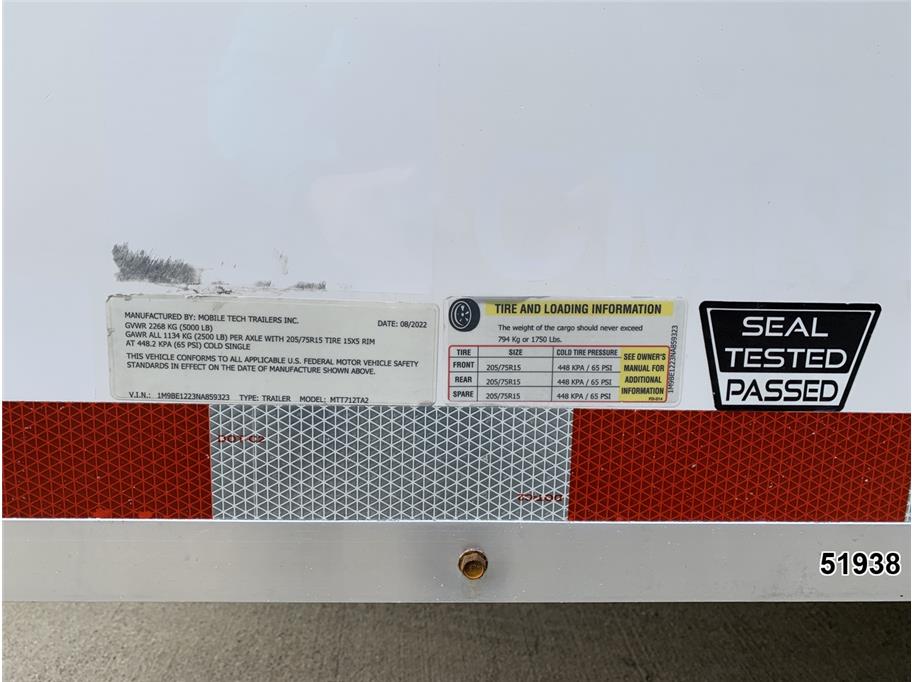 MANUFACTURED BY: MOBILE TECH TRAILERS INC.
DATE: 08/2022
GVWR 2268 KG (5000 LB)
GAWR ALL 1134 KG (2500 LB) PER AXLE WITH 205/75R15 TIRE 15X5 RIM
AT 448.2 KPA (65 PSI) COLD SINGLE
THIS VEHICLE CONFORMS TO ALL APPLICABLE U.S. FEDERAL MOTOR VEHICLE SAFETY
STANDARDS IN EFFECT ON THE DATE OF MANUFACTURE SHOWN ABOVE.
V.I.N.: 1M9BE1223NA859323 TYPE: TRAILER MODEL: MTT712TA2
TIRE AND LOADING INFORMATION
The weight of the cargo should never exceed
794 Kg or 1750 Lbs.
TIRE SIZE COLD TIRE PRESSURE
FRONT 205/75R15 448 KPA / 65 PSI
REAR 205/75R15 448 KPA / 65 PSI
SPARE 205/75R15 448 KPA / 65 PSI
SEE OWNER'S
MANUAL FOR
ADDITIONAL
INFORMATION
1M9BE1223NA859323
SEAL
TESTED
PASSED
DOT-C2
DOT-C2
51938